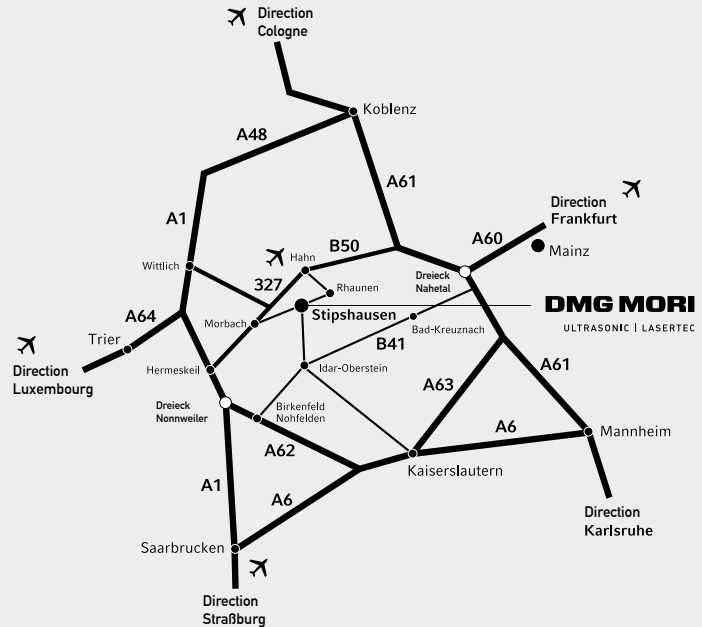 Direction
Cologne
Koblenz
A48
A61
Direction
Frankfurt
A1
A60
Mainz
B50
Wittlich
Hahn
Dreieck
Nahetal
327
Rhaunen
A64
Morbach
Stipshausen
DMG MORI
ULTRASONIC | LASERTEC
Bad-Kreuznach
Trier
B41
Direction
Luxembourg
Hermeskeil
Idar-Oberstein
A63
A61
Dreieck
Nonnweiler
Birkenfeld
Nohfelden
A6
Mannheim
A62
Kaiserslautern
A1
A6
Direction
Karlsruhe
Saarbrucken
Direction
Straßburg